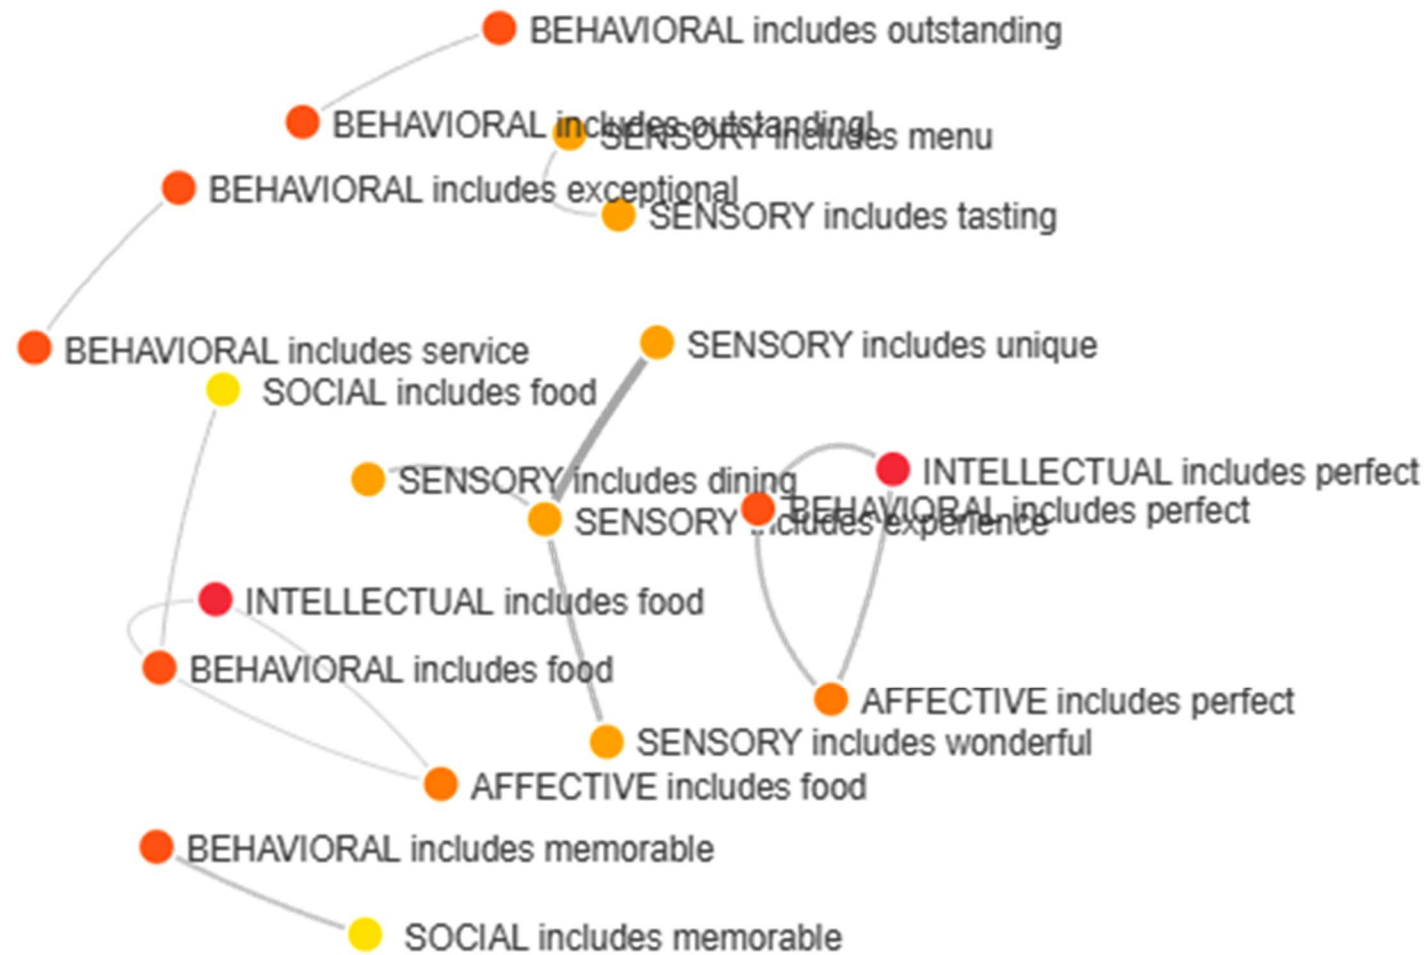 BEHAVIORAL includes outstanding
BEHAVIORAL includes outstanding!
SENSORY includes menu
BEHAVIORAL includes exceptional
SENSORY includes tasting
SENSORY includes unique
BEHAVIORAL includes service
SOCIAL includes food
INTELLECTUAL includes perfect
SENSORY includes dining
BEHAVIORAL includes perfect
SENSORY includes experience
INTELLECTUAL includes food
BEHAVIORAL includes food
AFFECTIVE includes perfect
SENSORY includes wonderful
AFFECTIVE includes food
BEHAVIORAL includes memorable
SOCIAL includes memorable